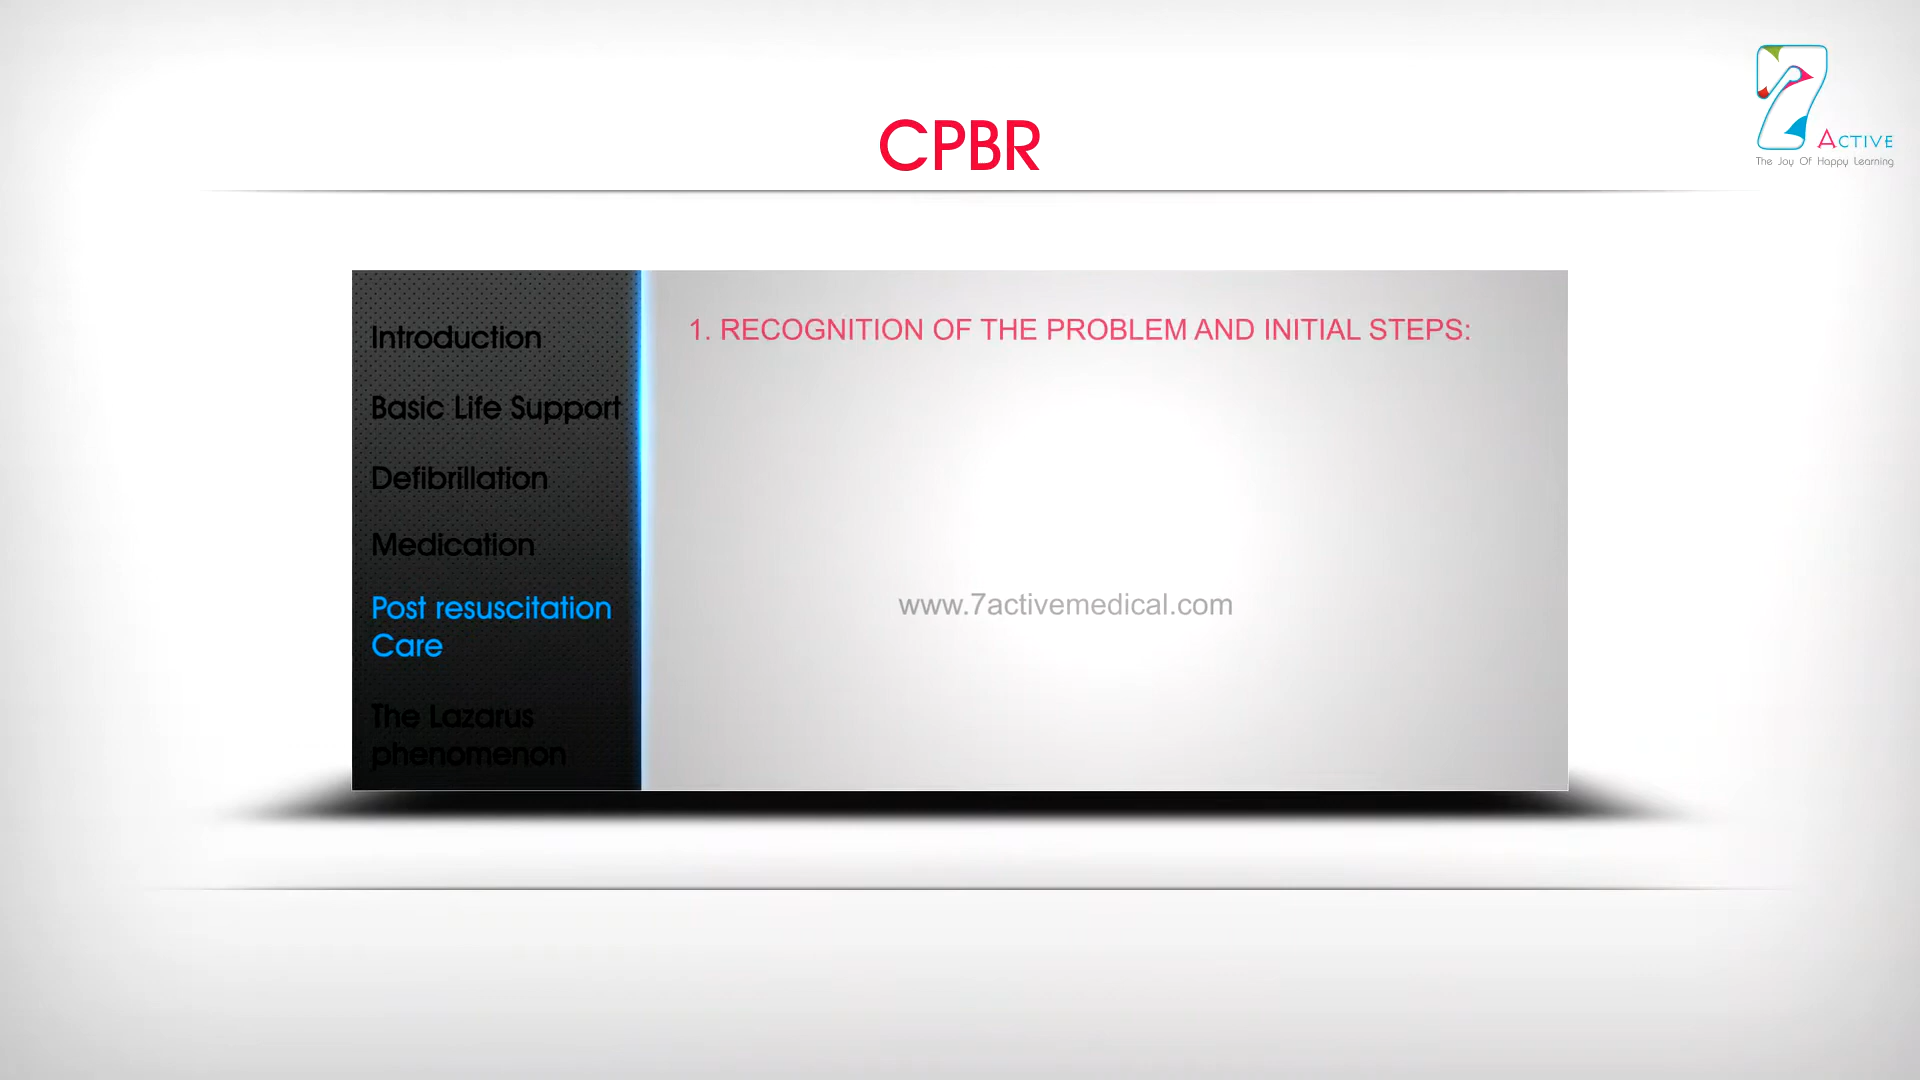 CPBR
7
ACTIVE
The Joy Of Happy Learning
Introduction
Basic Life Support
Defibrillation
Medication
Post resuscitation
Care
The Lazarus
phenomenon
1. RECOGNITION OF THE PROBLEM AND INITIAL STEPS:
www.7activemedical.com